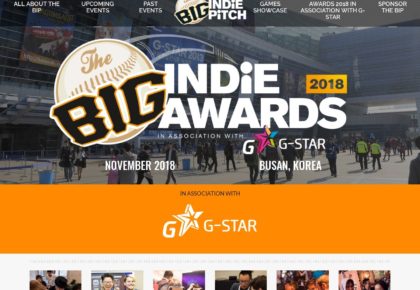 ALL ABOUT THE BIP
UPCOMING EVENTS
PAST EVENTS
THE BIG INDIE PITCH
GAMES SHOWCASE
AWARDS 2018 IN ASSOCIATION WITH G-STAR
SPONSOR THE BIP
G-STAR 2013
The BIG INDIE AWARDS 2018
IN ASSOCIATION WITH
G-STAR
NOVEMBER 2018
BUSAN, KOREA
IN ASSOCIATION WITH
G-STAR